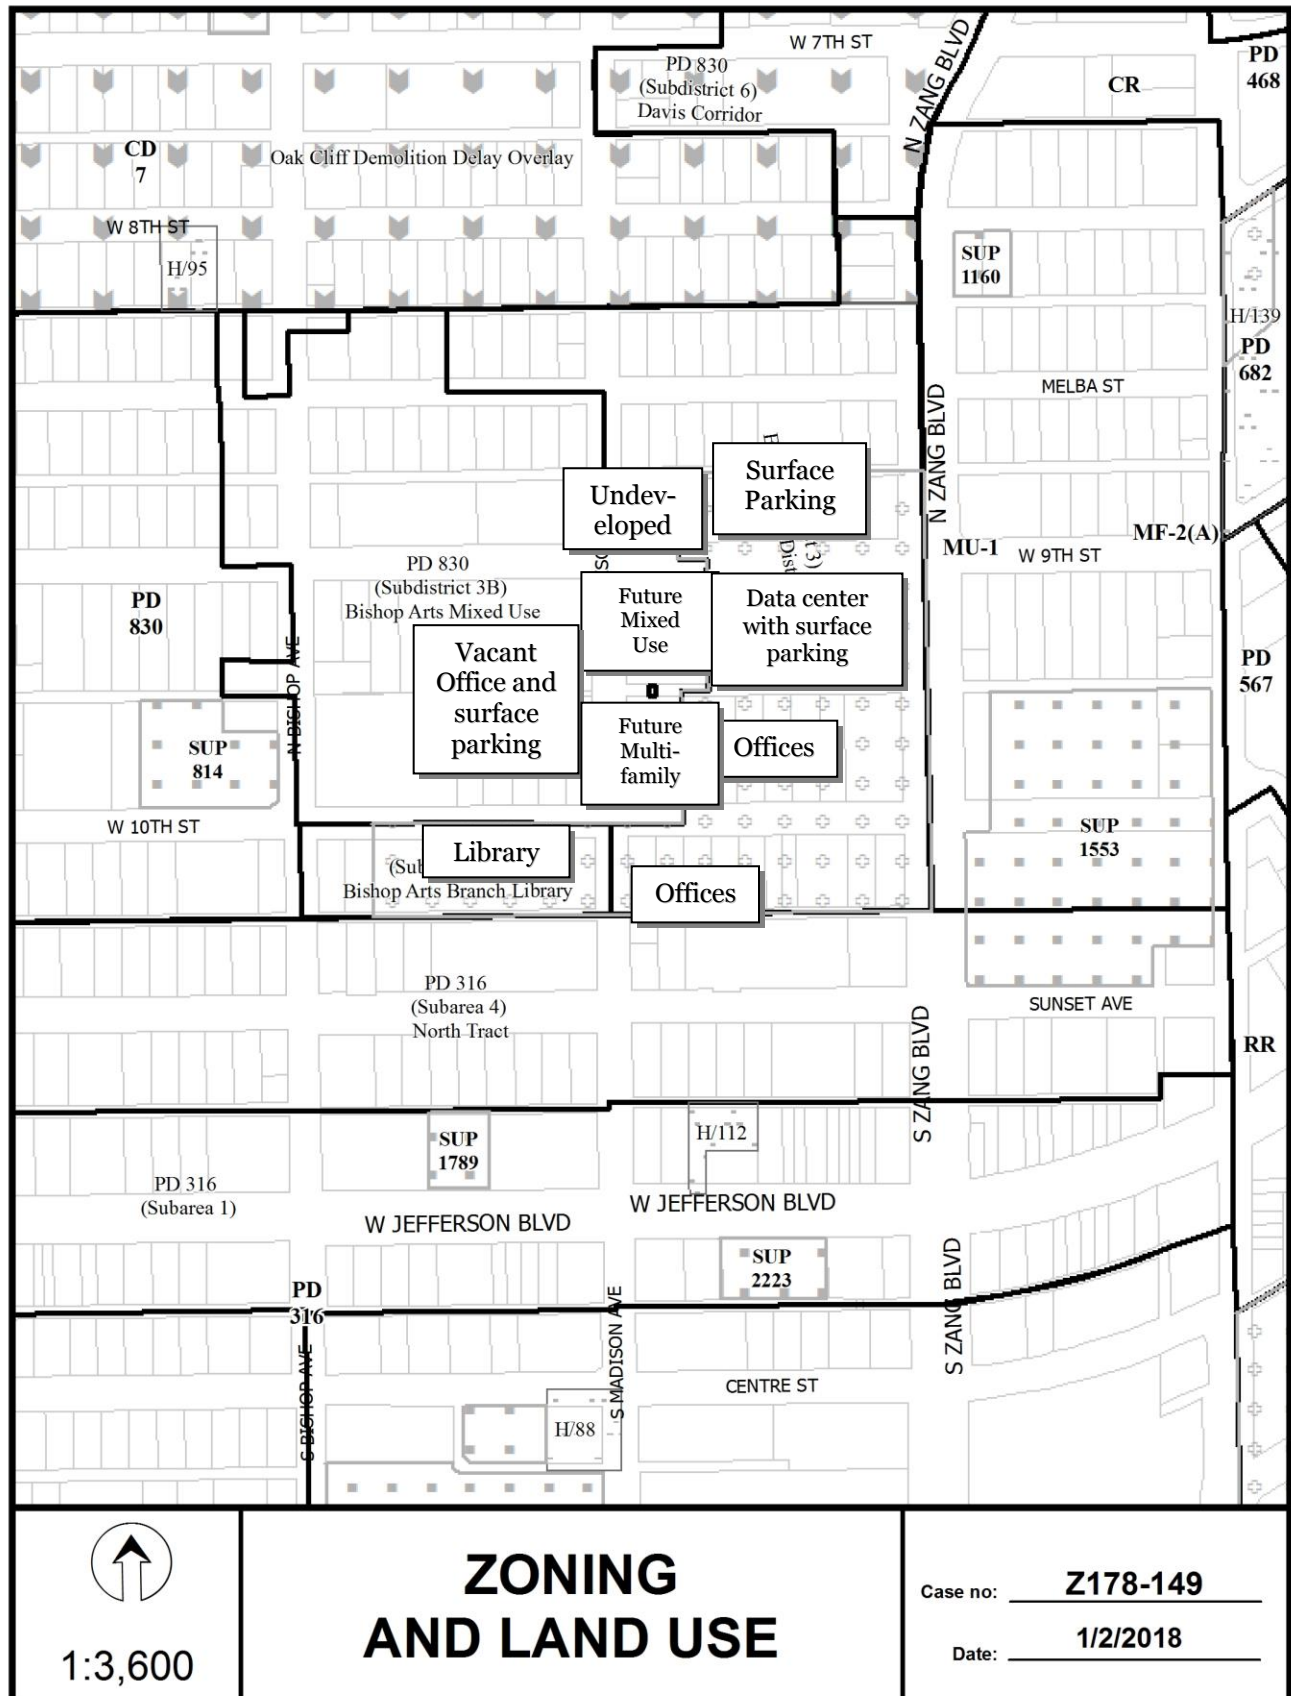 W 7TH ST
N ZANG BLVD
PD
468
PD 830
(Subdistrict 6)
Davis Corridor
CR
CD
7
Oak Cliff Demolition Delay Overlay
W 8TH ST
H/95
SUP
1160
H/139
PD
682
MELBA ST
N ZANG BLVD
Surface
Parking
Undev-
eloped
MU-1
MF-2(A)
W 9TH ST
PD 830
(Subdistrict 3B)
Bishop Arts Mixed Use
PD
830
Future
Mixed
Use
Data center
with surface
parking
N BISHOP AVE
Vacant
Office and
surface
parking
PD
567
SUP
814
Future
Multi-
family
Offices
W 10TH ST
SUP
1553
Library
(Sub
Bishop Arts Branch Library
Offices
PD 316
(Subarea 4)
North Tract
SUNSET AVE
S ZANG BLVD
RR
SUP
1789
H/112
PD 316
(Subarea 1)
W JEFFERSON BLVD
W JEFFERSON BLVD
SUP
2223
S ZANG BLVD
PD
316
S BISHOP AVE
S MADISON AVE
CENTRE ST
H/88
1:3,600
ZONING
AND LAND USE
Case no: Z178-149
Date: 1/2/2018